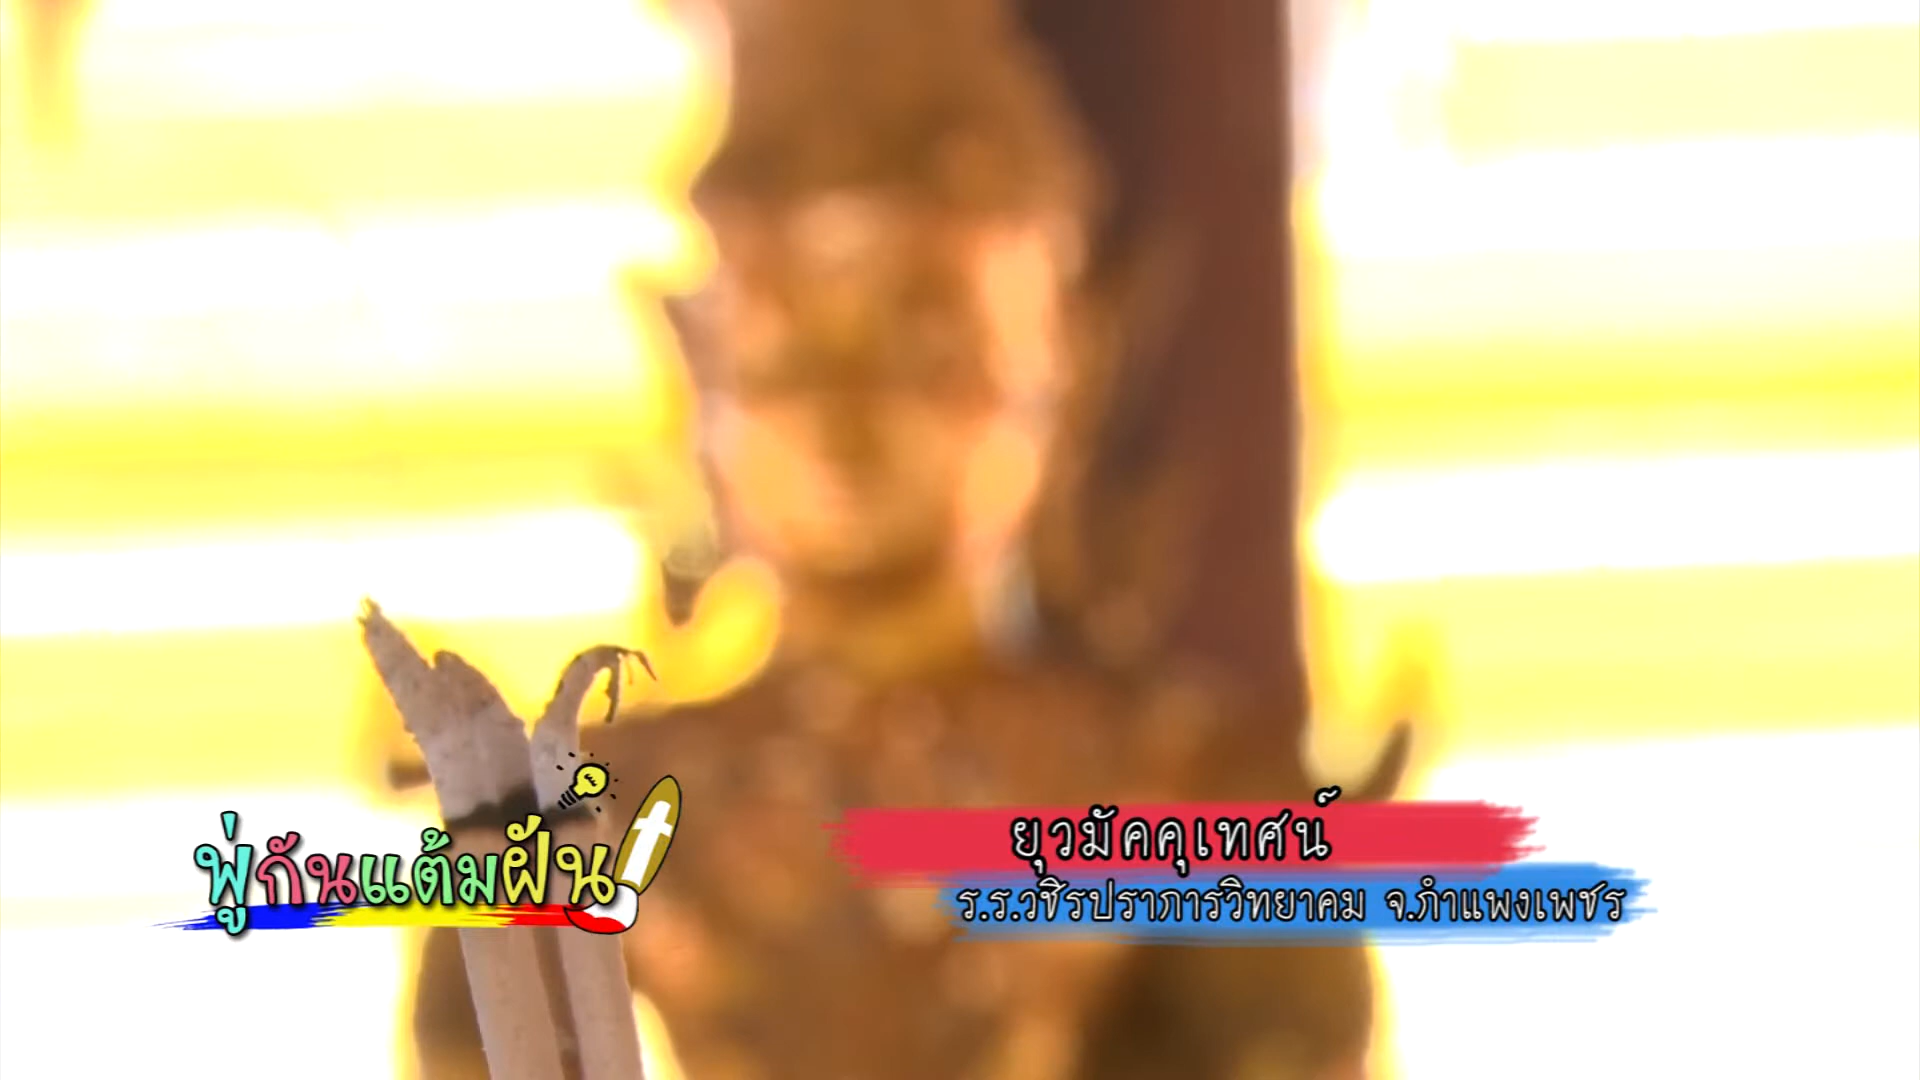 ฟู่กันแต้มฝัน
ยุวมัคคุเทศน์
ร.ร.วชิรปราการวิทยาคม จ.กำแพงเพชร